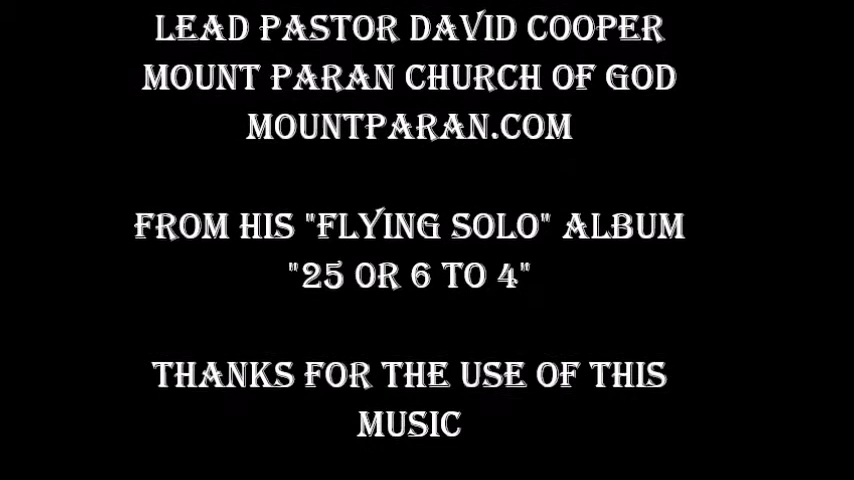 LEAD PASTOR DAVID COOPER
MOUNT PARAN CHURCH OF GOD
MOUNTPARAN.COM
FROM HIS "FLYING SOLO" ALBUM
"25 OR 6 TO 4"
THANKS FOR THE USE OF THIS
MUSIC